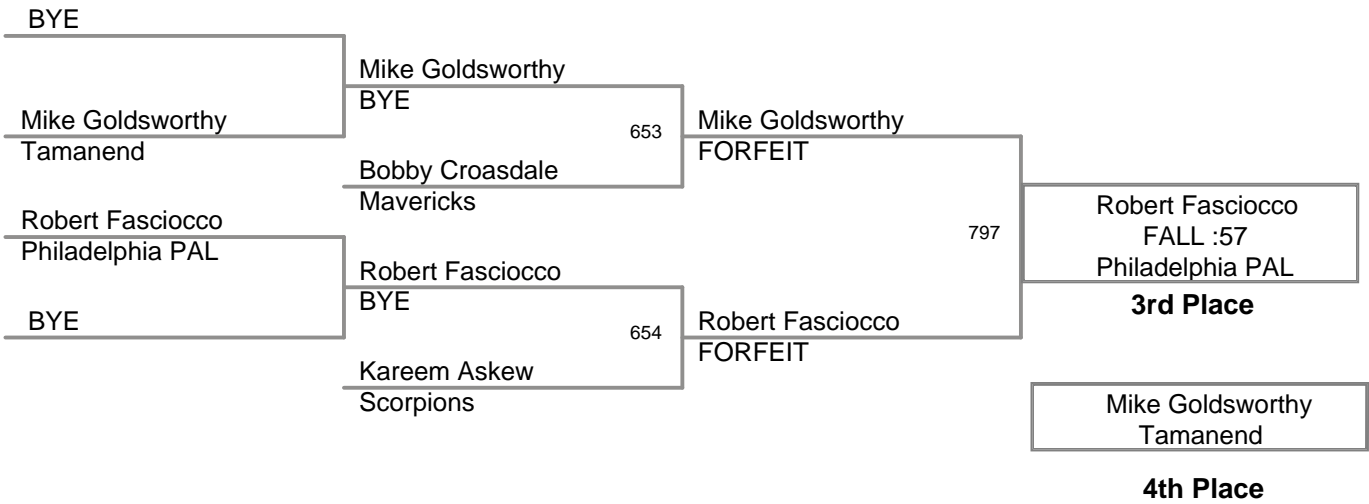 BYE
Mike Goldsworthy
BYE
Mike Goldsworthy
Tamanend
653
Mike Goldsworthy
FORFEIT
Bobby Croasdale
Mavericks
Robert Fasciocco
Philadelphia PAL
797
Robert Fasciocco
FALL :57
Philadelphia PAL
3rd Place
Robert Fasciocco
BYE
BYE
654
Robert Fasciocco
FORFEIT
Kareem Askew
Scorpions
Mike Goldsworthy
Tamanend
4th Place